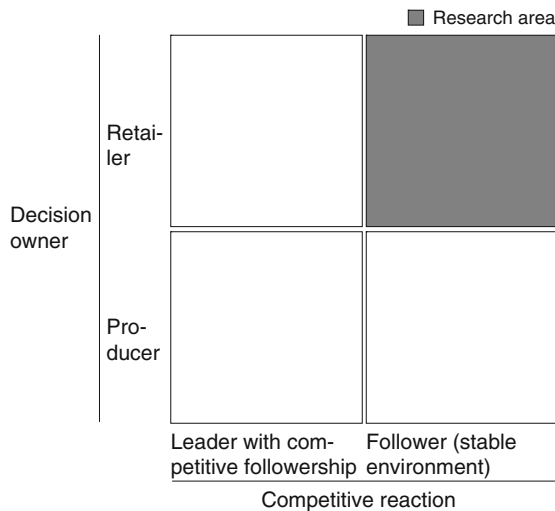 Research area
Retai-
ler
Decision
owner
Pro-
ducer
Leader with com-
petitive followership
Follower (stable
environment)
Competitive reaction